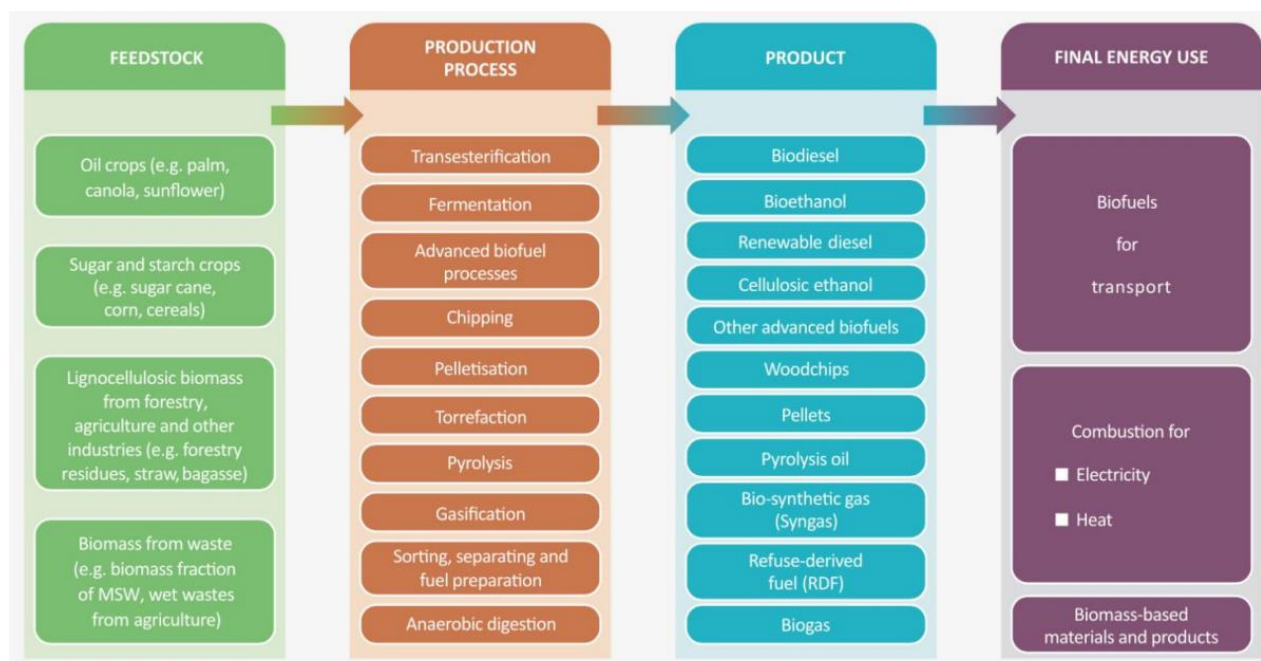 FEEDSTOCK
Oil crops (e.g. palm,
canola, sunflower)
Sugar and starch crops
(e.g. sugar cane,
corn, cereals)
Lignocellulosic biomass
from forestry,
agriculture and other
industries (e.g. forestry
residues, straw, bagasse)
Biomass from waste
(e.g. biomass fraction
of MSW, wet wastes
from agriculture)
PRODUCTION
PROCESS
Transesterification
Fermentation
Advanced biofuel
processes
Chipping
Pelletisation
Torrefaction
Pyrolysis
Gasification
Sorting, separating and
fuel preparation
Anaerobic digestion
PRODUCT
Biodiesel
Bioethanol
Renewable diesel
Cellulosic ethanol
Other advanced biofuels
Woodchips
Pellets
Pyrolysis oil
Bio-synthetic gas
(Syngas)
Refuse-derived
fuel (RDF)
Biogas
FINAL ENERGY USE
Biofuels
for
transport
Combustion for
Electricity
Heat
Biomass-based
materials and products